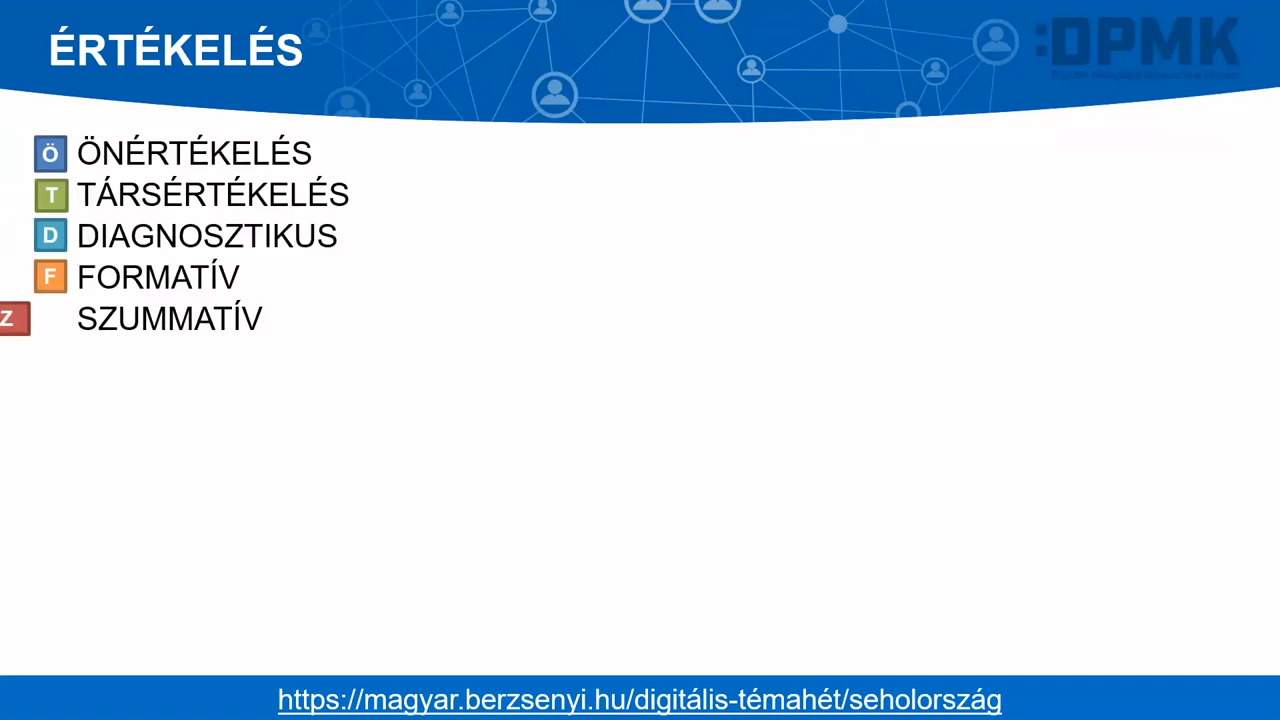 ÉRTÉKELÉS
:DPMK
Ö ÖNÉRTÉKELÉS
T TÁRSÉRTÉKELÉS
D DIAGNOSZTIKUS
F FORMATÍV
Z SZUMMATÍV
https://magyar.berzsenyi.hu/digitális-témahét/seholország